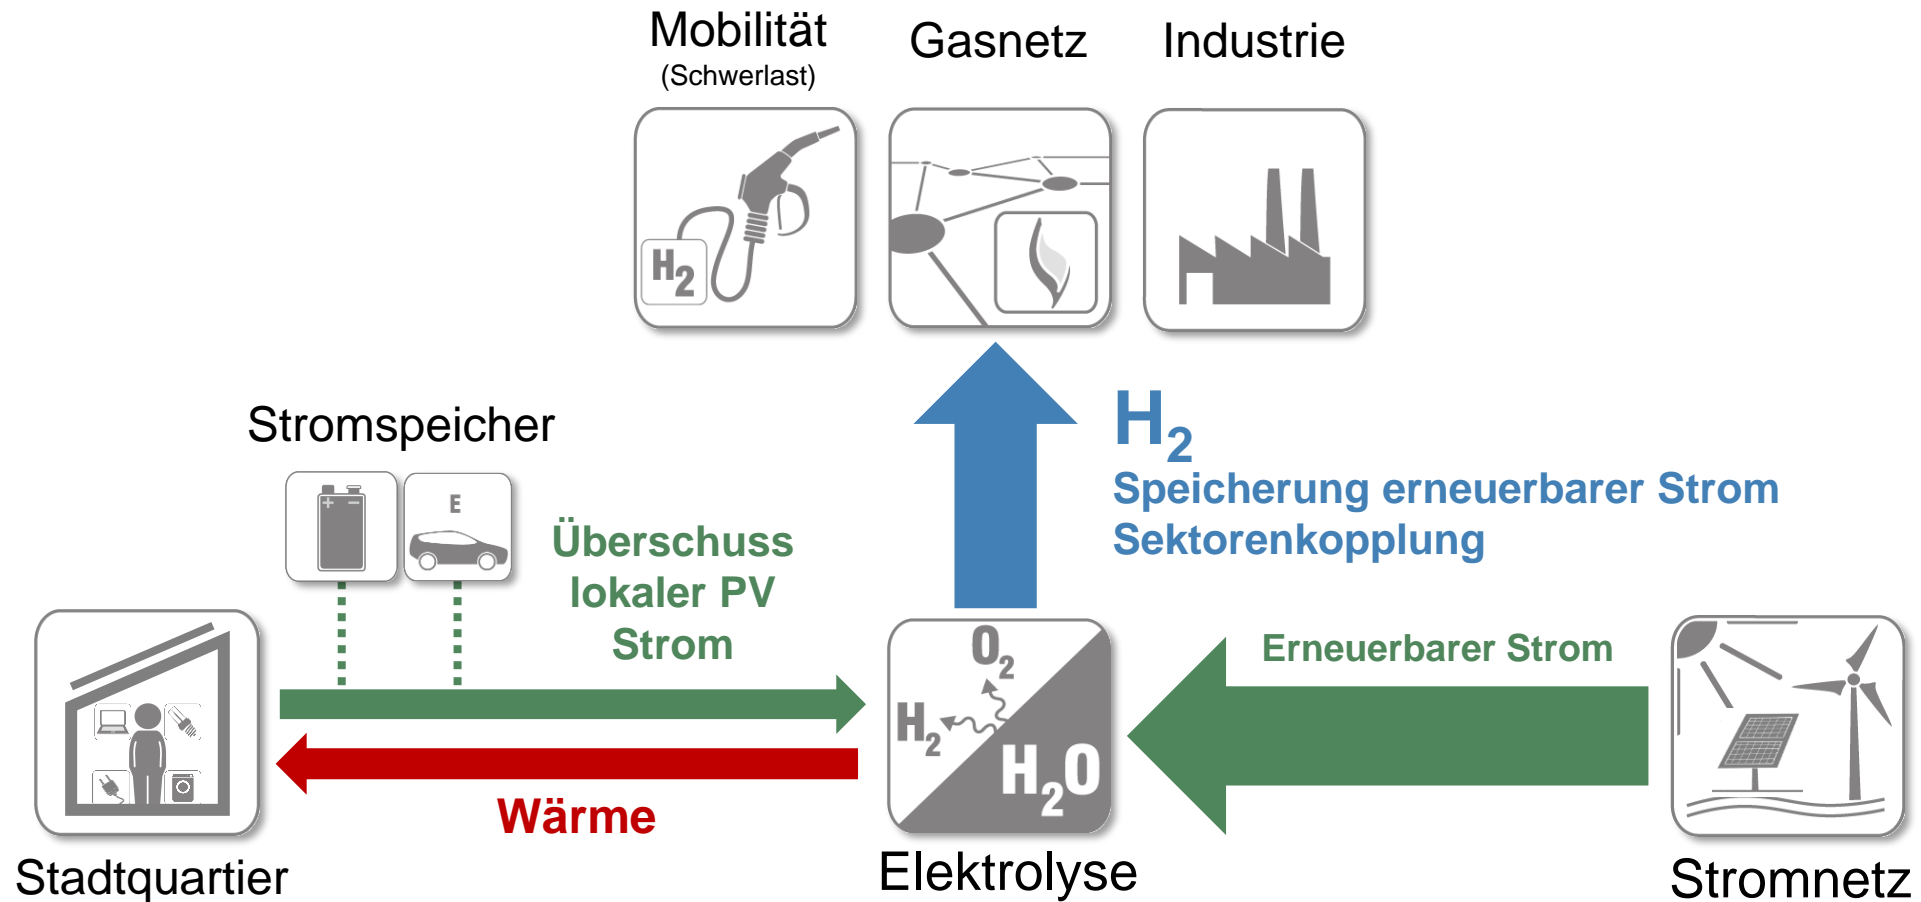 Mobilität
(Schwerlast)
Gasnetz
Industrie
H2
Stromspeicher
+ −
E
H2
Speicherung erneuerbarer Strom
Sektorenkopplung
Überschuss
lokaler PV
Strom
Erneuerbarer Strom
O2
H2
H2O
Wärme
Stadtquartier
Elektrolyse
Stromnetz